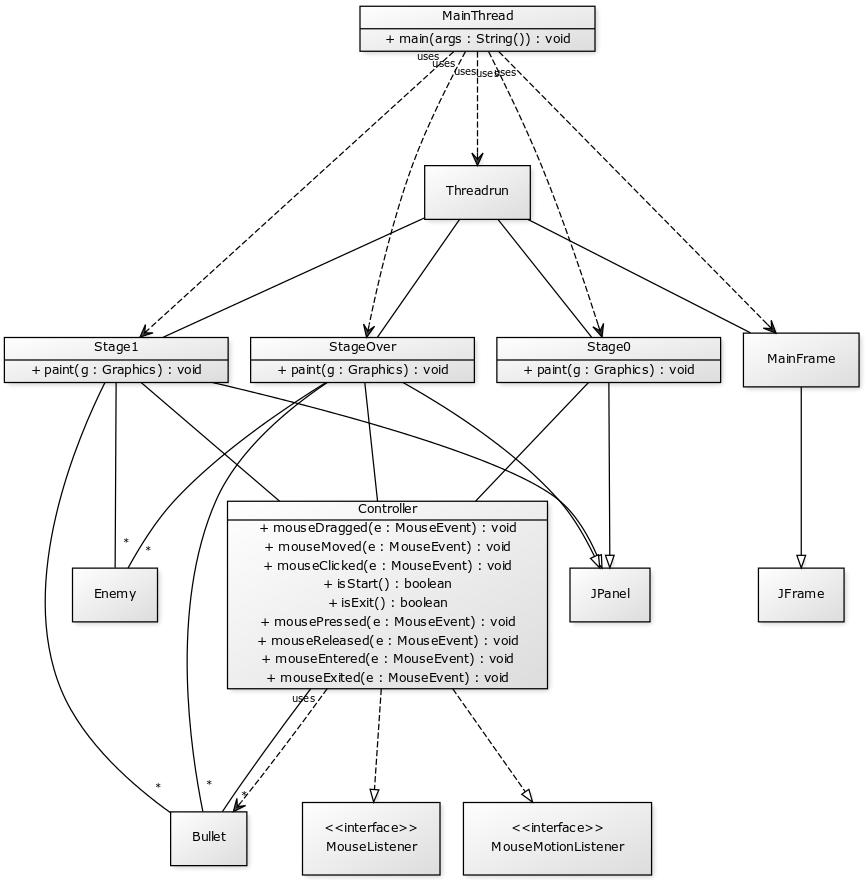 MainThread
+ main(args : String()) : void
uses
uses
uses
uses
uses
Threadrun
Stage1
+ paint(g : Graphics) : void
StageOver
+ paint(g : Graphics) : void
Stage0
+ paint(g : Graphics) : void
MainFrame
Controller
+ mouseDragged(e : MouseEvent) : void
+ mouseMoved(e : MouseEvent) : void
+ mouseClicked(e : MouseEvent) : void
+ isStart() : boolean
+ isExit() : boolean
+ mousePressed(e : MouseEvent) : void
+ mouseReleased(e : MouseEvent) : void
+ mouseEntered(e : MouseEvent) : void
+ mouseExited(e : MouseEvent) : void
*
*
Enemy
JPanel
JFrame
uses
*
*
*
Bullet
<<interface>>
MouseListener
<<interface>>
MouseMotionListener